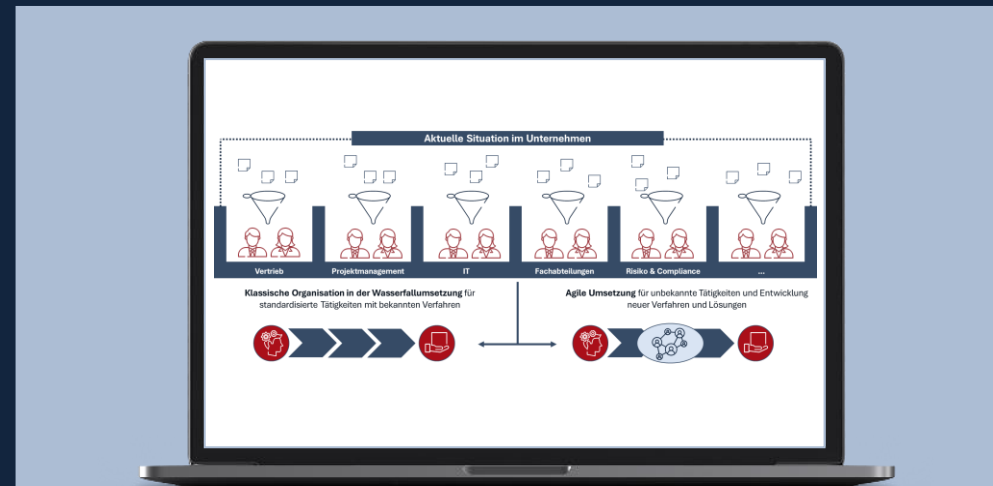 Aktuelle Situation im Unternehmen
Vertrieb
Projektmanagement
IT
Fachabteilungen
Risiko & Compliance
...
Klassische Organisation in der Wasserfallumsetzung für
standardisierte Tätigkeiten mit bekannten Verfahren
Agile Umsetzung für unbekannte Tätigkeiten und Entwicklung
neuer Verfahren und Lösungen